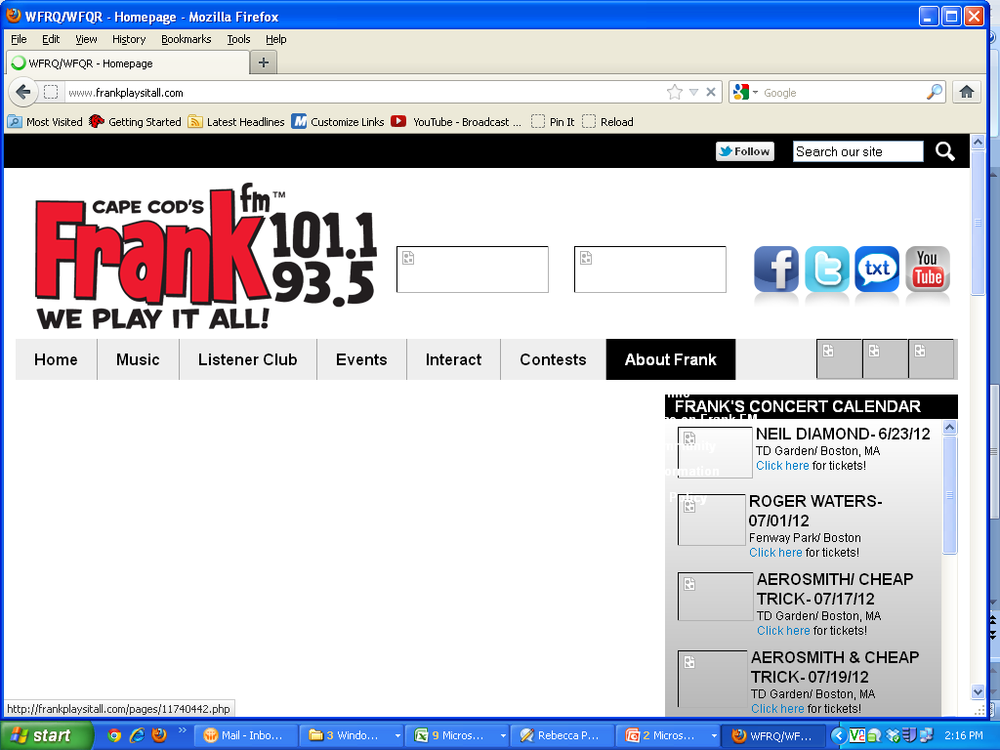 WFRQ/WFQR - Homepage - Mozilla Firefox
File Edit View History Bookmarks Tools Help
WFRQ/WFQR - Homepage
www.frankplaysitall.com
Google
Most Visited Getting Started Latest Headlines Customize Links YouTube - Broadcast ... Pin It Reload
Follow
Search our site
CAPE COD'S
Frank fm™
101.1
93.5
WE PLAY IT ALL!
f t txt You Tube
Home Music Listener Club Events Interact Contests About Frank
FRANK'S CONCERT CALENDAR
on Frank FM
NEIL DIAMOND- 6/23/12
TD Garden/ Boston, MA
Click here for tickets!
Policy
ROGER WATERS-
07/01/12
Fenway Park/ Boston
Click here for tickets!
AEROSMITH/ CHEAP
TRICK- 07/17/12
TD Garden/ Boston, MA
Click here for tickets!
AEROSMITH & CHEAP
TRICK- 07/19/12
TD Garden/ Boston, MA
Click here for tickets!
http://frankplaysitall.com/pages/11740442.php
start
Mail - Inbo...
3 Windo...
9 Micros...
Rebecca P...
2 Micros...
WFRQ/WF...
2:16 PM